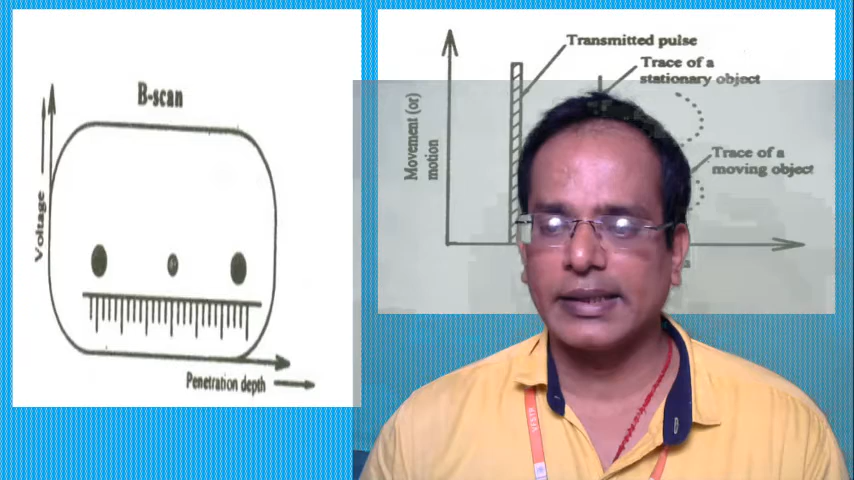 B-scan
Voltage
Penetration depth
Transmitted pulse
Trace of a
stationary object
Movement (or)
motion
Trace of a
moving object